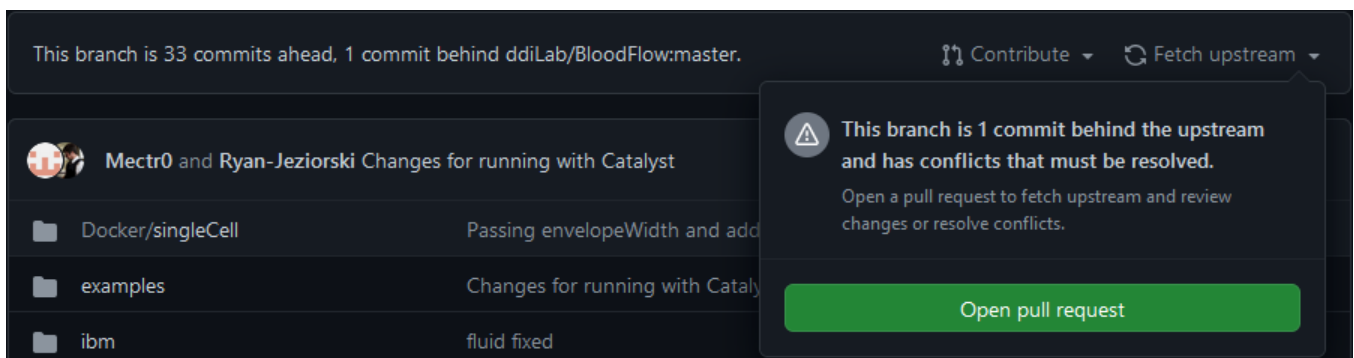 This branch is 33 commits ahead, 1 commit behind ddiLab/BloodFlow:master.
Contribute
Fetch upstream
This branch is 1 commit behind the upstream
and has conflicts that must be resolved.
Open a pull request to fetch upstream and review
changes or resolve conflicts.
Open pull request
Mectr0 and Ryan-Jeziorski Changes for running with Catalyst
Docker/singleCell
Passing envelopeWidth and add
examples
Changes for running with Cataly
ibm
fluid fixed